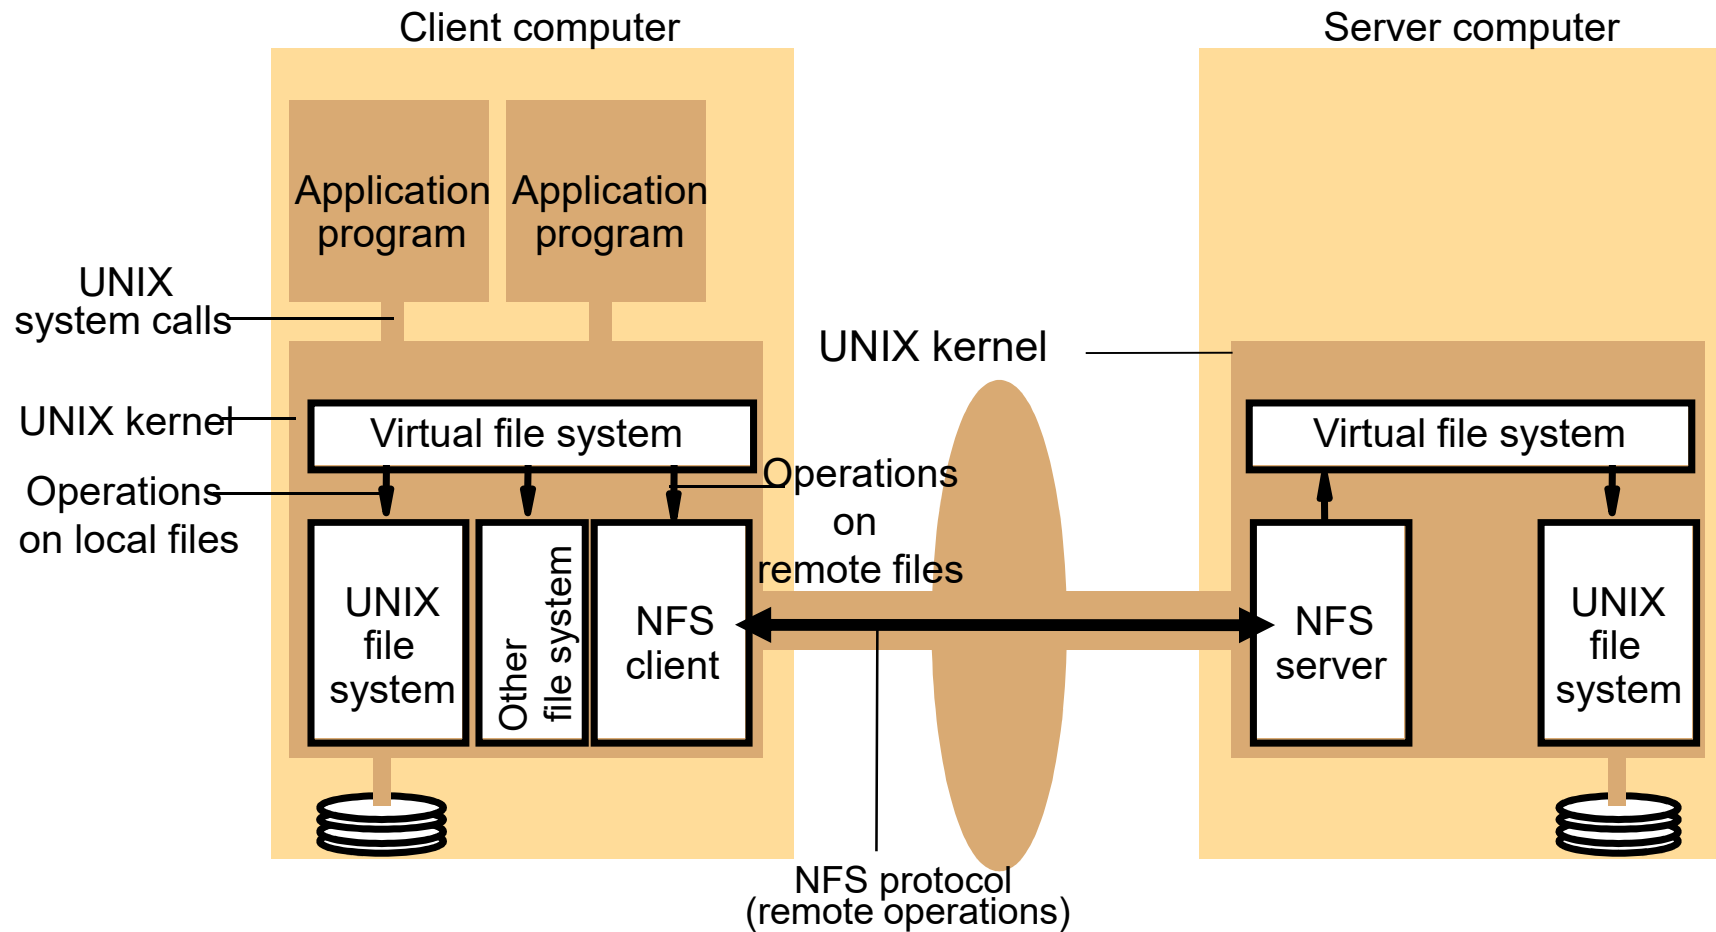 Client computer
Server computer
Application
program
Application
program
UNIX
system calls
UNIX kernel
UNIX kernel
Virtual file system
Virtual file system
Operations
on local files
Operations
on
remote files
UNIX
file
system
Other
file system
NFS
client
NFS
server
UNIX
file
system
NFS protocol
(remote operations)